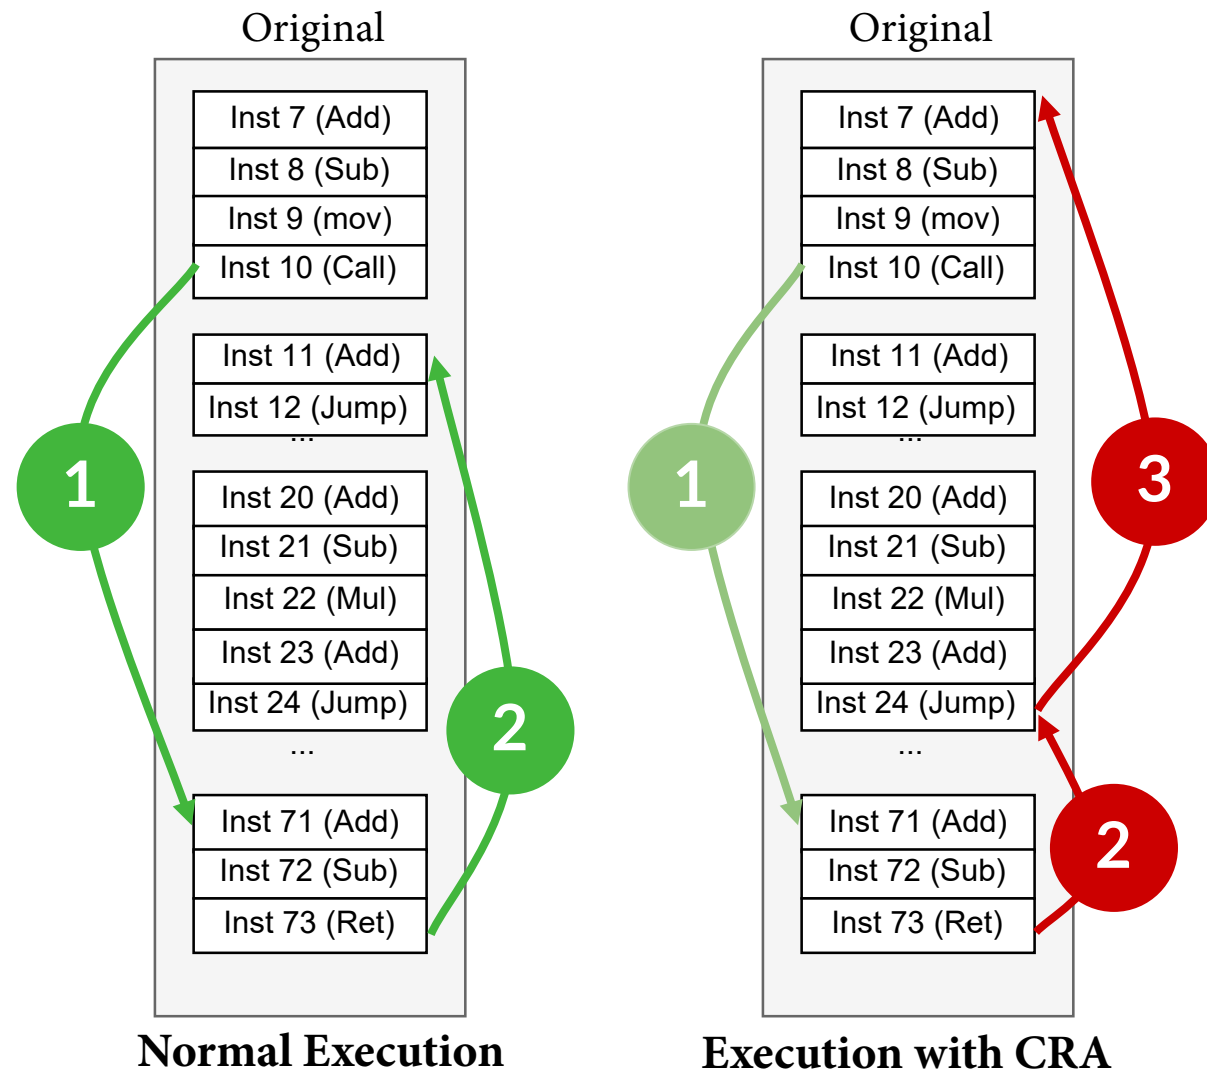 Original
Inst 7 (Add)
Inst 8 (Sub)
Inst 9 (mov)
Inst 10 (Call)
Inst 11 (Add)
Inst 12 (Jump)
...
1
Inst 20 (Add)
Inst 21 (Sub)
Inst 22 (Mul)
Inst 23 (Add)
Inst 24 (Jump)
2
...
Inst 71 (Add)
Inst 72 (Sub)
Inst 73 (Ret)
Normal Execution
Original
Inst 7 (Add)
Inst 8 (Sub)
Inst 9 (mov)
Inst 10 (Call)
Inst 11 (Add)
Inst 12 (Jump)
...
1
3
Inst 20 (Add)
Inst 21 (Sub)
Inst 22 (Mul)
Inst 23 (Add)
Inst 24 (Jump)
...
Inst 71 (Add)
2
Inst 72 (Sub)
Inst 73 (Ret)
Execution with CRA